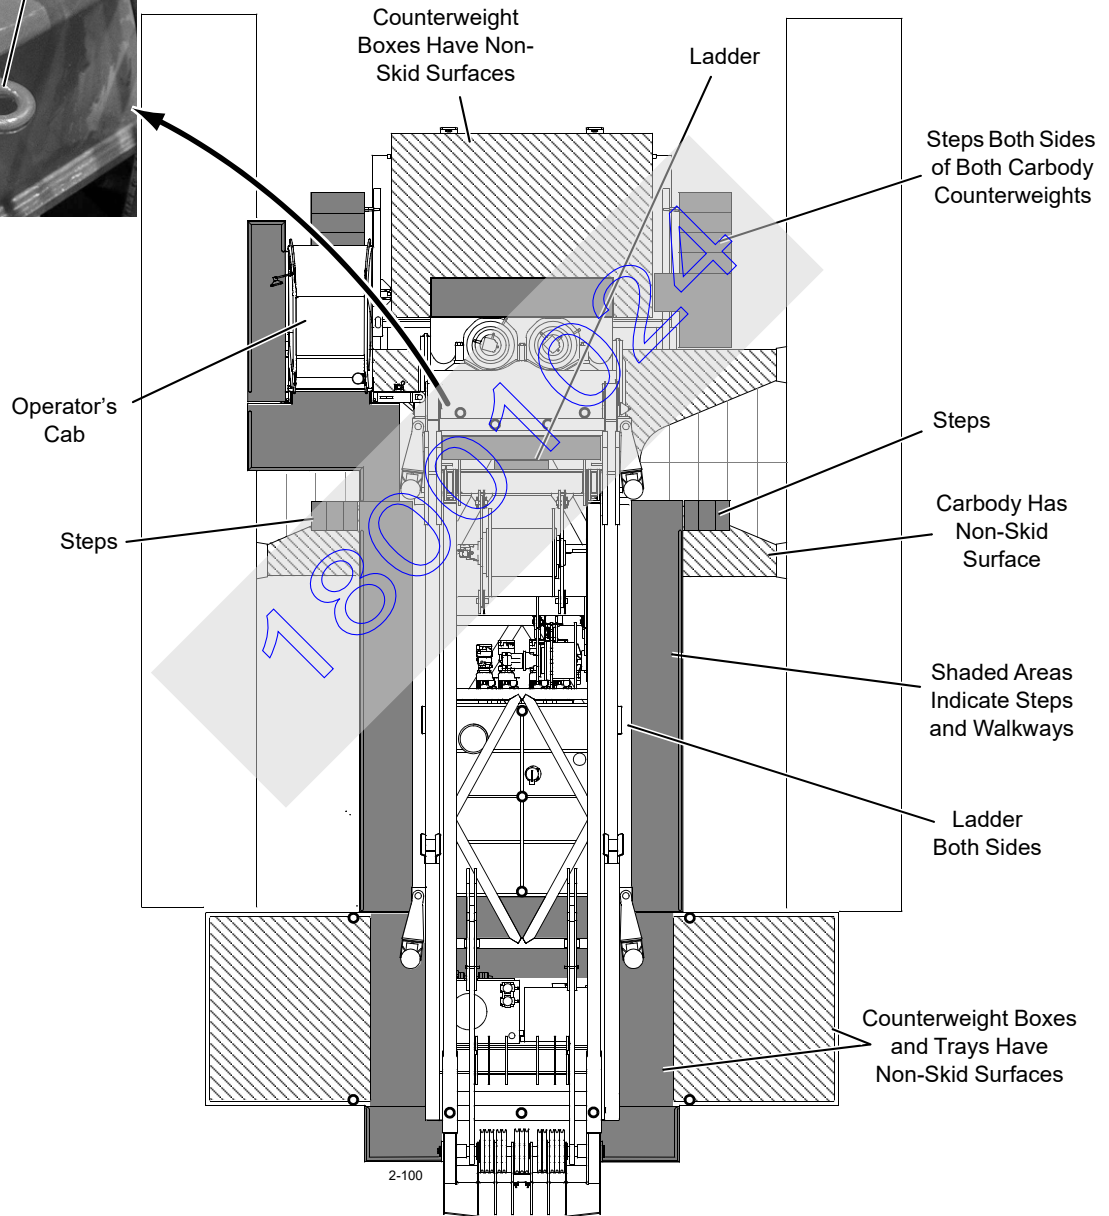 Counterweight
Boxes Have Non-
Skid Surfaces
Ladder
Steps Both Sides
of Both Carbody
Counterweights
Operator's
Cab
Steps
Carbody Has
Non-Skid
Surface
Steps
Shaded Areas
Indicate Steps
and Walkways
Ladder
Both Sides
Counterweight Boxes
and Trays Have
Non-Skid Surfaces
2-100
18001024